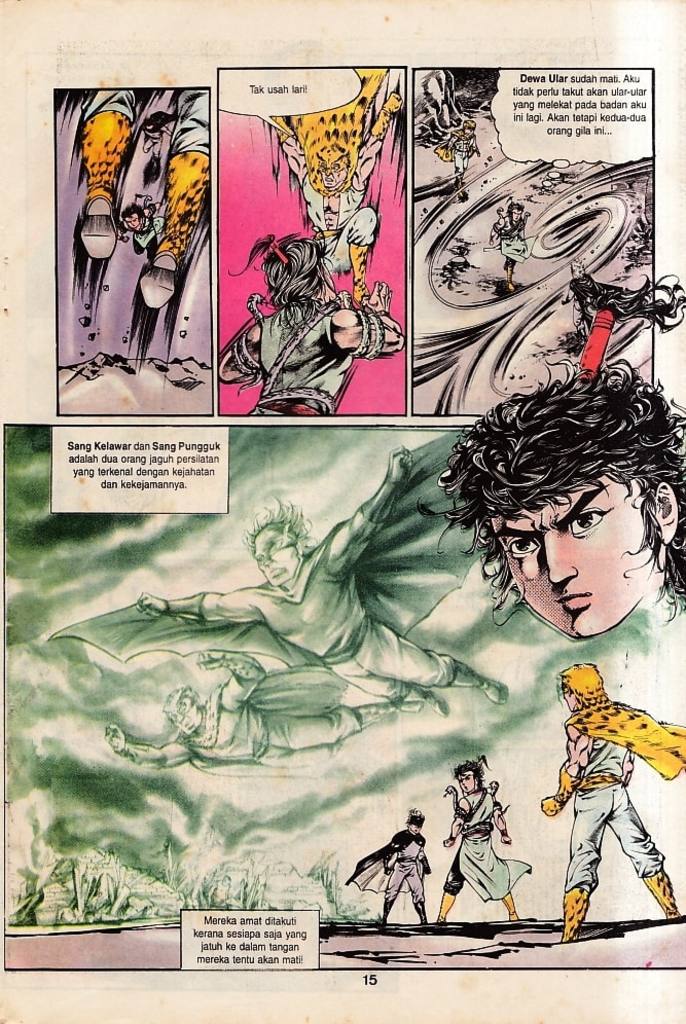 Tak usah lari!
Dewa Ular sudah mati. Aku
tidak perlu takut akan ular-ular
yang melekat pada badan aku
ini lagi. Akan tetapi kedua-dua
orang gila ini...
Sang Kelawar dan Sang Pungguk
adalah dua orang jaguh persilatan
yang terkenal dengan kejahatan
dan kekejamannya.
Mereka amat ditakuti
kerana sesiapa saja yang
jatuh ke dalam tangan
mereka tentu akan mati!
15